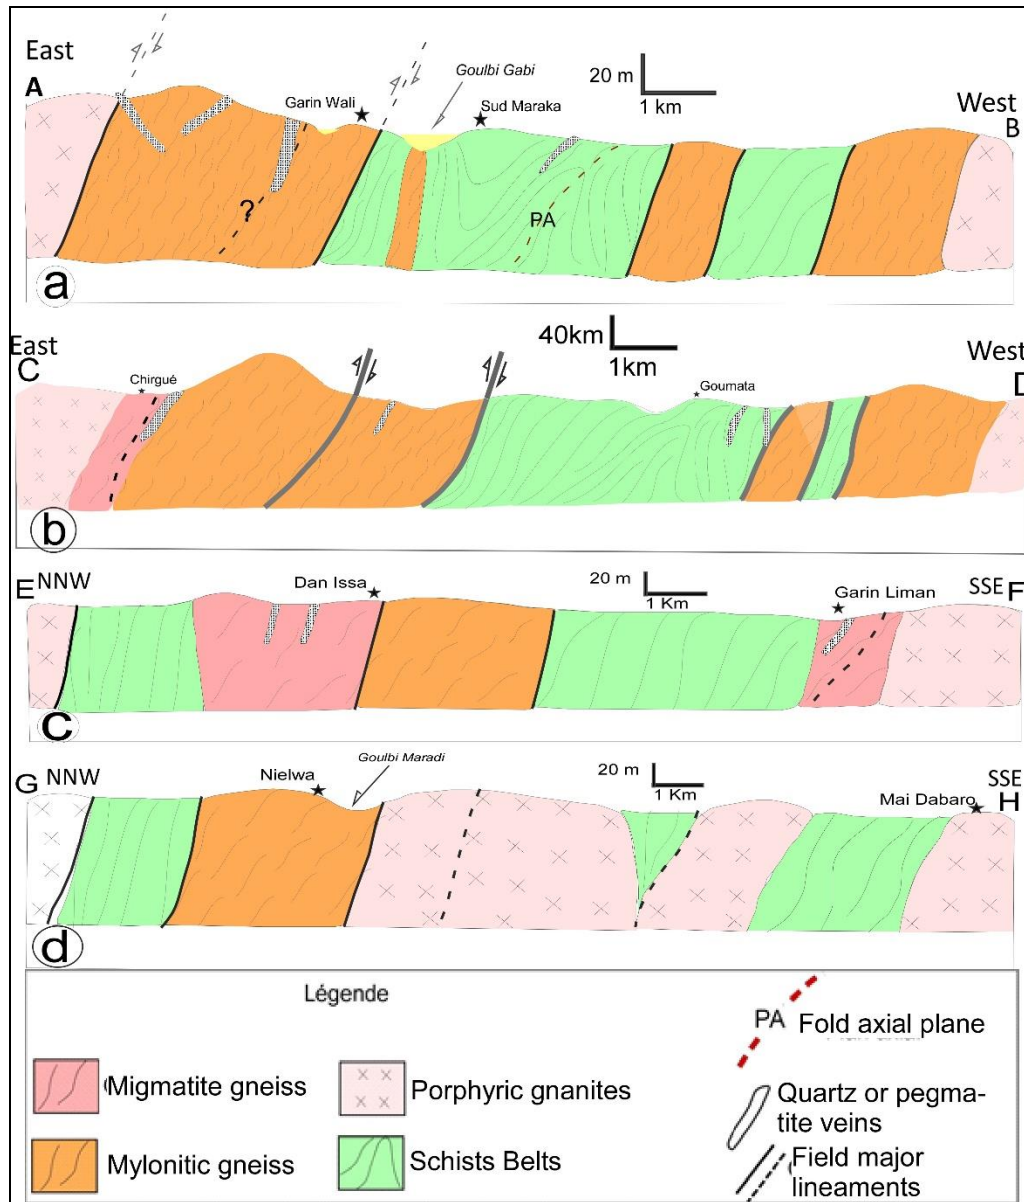 East
A
Garin Wali
Goulbi Gabi
Sud Maraka
20 m
1 km
West
B
?
PA
a
East
C
Chirgué
40km
1km
Goumata
West
D
b
E NNW
Dan Issa
20 m
1 Km
Garin Liman
SSE F
C
G NNW
Nielwa
Goulbi Maradi
20 m
1 Km
SSE
Mai Dabaro
H
d
Légende
Migmatite gneiss
Mylonitic gneiss
Porphyric gnanites
Schists Belts
PA
Fold axial plane
Quartz or pegma-
tite veins
Field major
lineaments